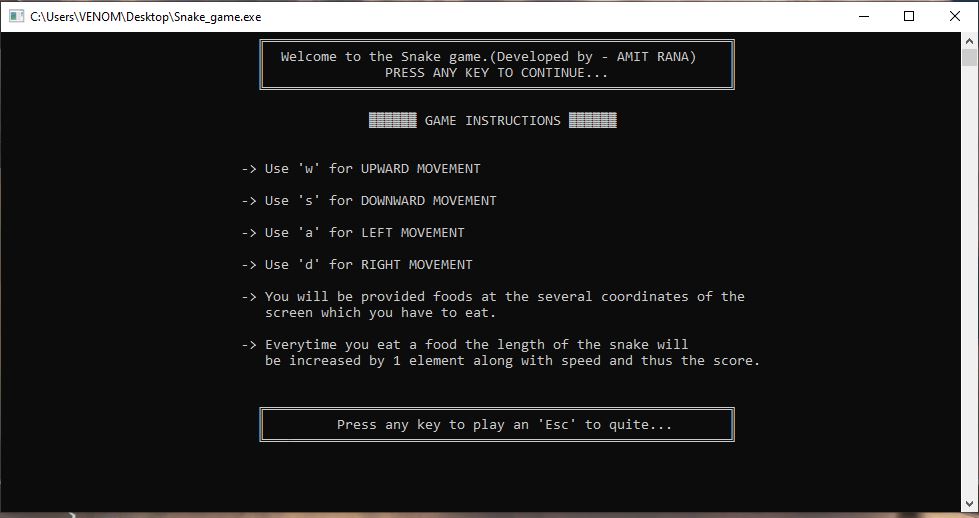 C:\Users\VENOM\Desktop\Snake_game.exe
Welcome to the Snake game.(Developed by - AMIT RANA)
PRESS ANY KEY TO CONTINUE...
GAME INSTRUCTIONS
-> Use 'w' for UPWARD MOVEMENT
-> Use 's' for DOWNWARD MOVEMENT
-> Use 'a' for LEFT MOVEMENT
-> Use 'd' for RIGHT MOVEMENT
-> You will be provided foods at the several coordinates of the
screen which you have to eat.
-> Everytime you eat a food the length of the snake will
be increased by 1 element along with speed and thus the score.
Press any key to play an 'Esc' to quite...